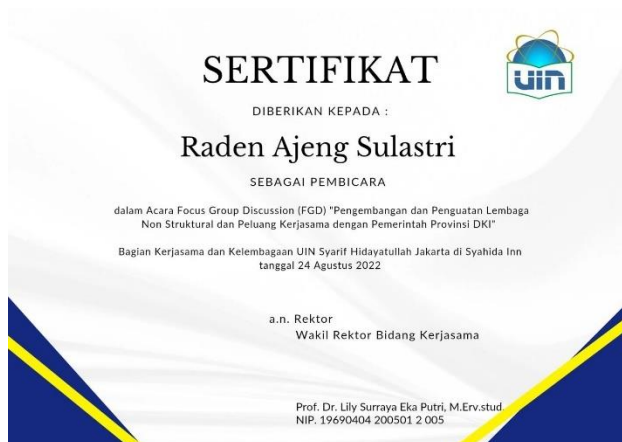 SERTIFIKAT
uin
DIBERIKAN KEPADA :
Raden Ajeng Sulastri
SEBAGAI PEMBICARA
dalam Acara Focus Group Discussion (FGD) "Pengembangan dan Penguatan Lembaga
Non Struktural dan Peluang Kerjasama dengan Pemerintah Provinsi DKI"
Bagian Kerjasama dan Kelembagaan UIN Syarif Hidayatullah Jakarta di Syahida Inn
tanggal 24 Agustus 2022
a.n. Rektor
Wakil Rektor Bidang Kerjasama
Prof. Dr. Lily Surraya Eka Putri, M.Erv.stud.
NIP. 19690404 200501 2 005